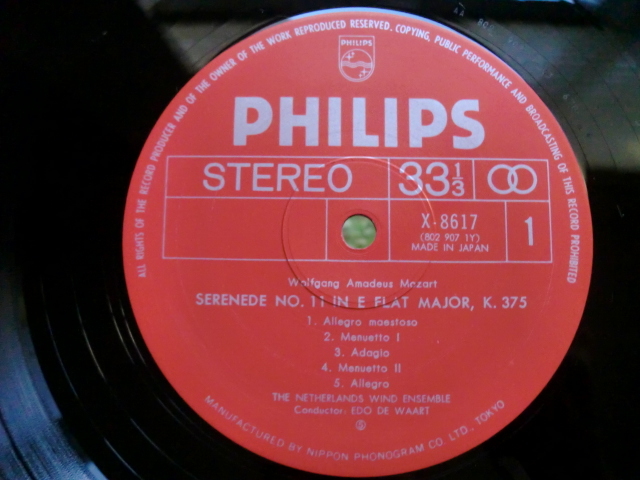 ALL RIGHTS OF THE RECORD PRODUCER AND OF THE OWNER OF THE WORK REPRODUCED RESERVED. COPYING, PUBLIC PERFORMANCE AND BROADCASTING OF THIS RECORD PROHIBITED
PHILIPS
PHILIPS
STEREO 33 1/3
X-8617
(802 907 1Y)
MADE IN JAPAN
1
Wolfgang Amadeus Mozart
SERENEDE NO. 11 IN E FLAT MAJOR, K. 375
1. Allegro maestoso
2. Menuetto I
3. Adagio
4. Menuetto II
5. Allegro
THE NETHERLANDS WIND ENSEMBLE
Conductor: EDO DE WAART
Ⓢ
MANUFACTURED BY NIPPON PHONOGRAM CO., LTD., TOKYO